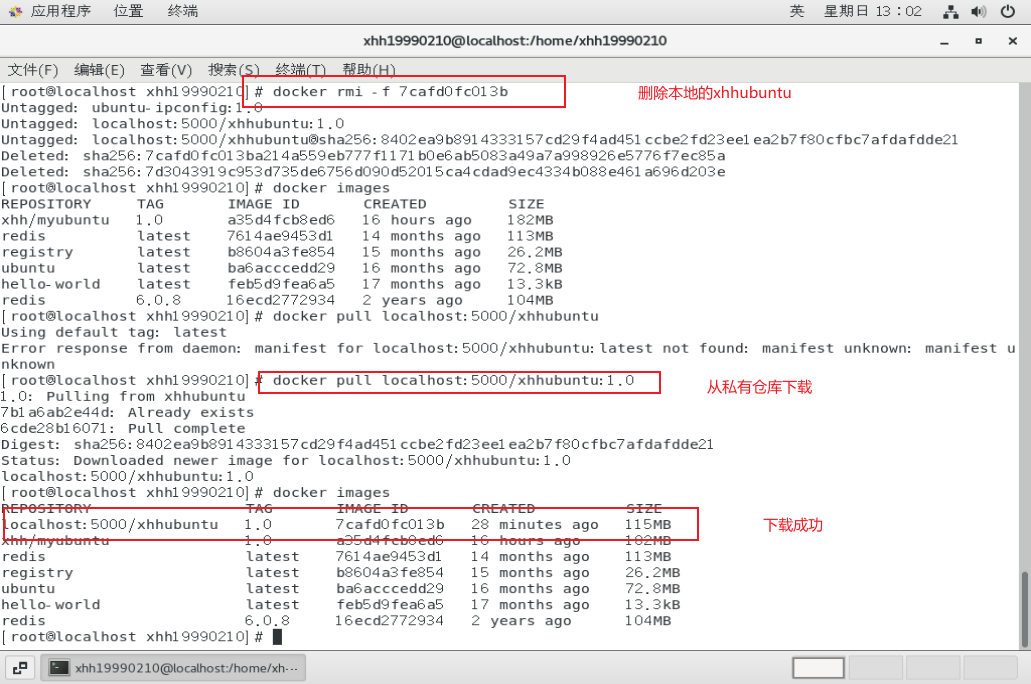 应用程序 位置 终端 英 星期日 13：02
xhh19990210@localhost:/home/xhh19990210
文件(F) 编辑(E) 查看(V) 搜索(S) 终端(T) 帮助(H)
[root@localhost xhh19990210]# docker rmi -f 7cafd0fc013b 删除本地的xhhubuntu
Untagged: ubuntu-ipconfig:1.0
Untagged: localhost:5000/xhhubuntu:1.0
Untagged: localhost:5000/xhhubuntu@sha256:8402ea9b8914333157cd29f4ad451ccbe2fd23ee1ea2b7f80cfbc7afdafdde21
Deleted: sha256:7cafd0fc013ba214a559eb777f1171b0e6ab5083a49a7a998926e5776f7ec85a
Deleted: sha256:7d3043919c953d735de6756d090d52015ca4cdad9ec4334b088e461a696d203e
[root@localhost xhh19990210]# docker images
REPOSITORY TAG IMAGE ID CREATED SIZE
xhh/myubuntu 1.0 a35d4fcb8ed6 16 hours ago 182MB
redis latest 7614ae9453d1 14 months ago 113MB
registry latest b8604a3fe854 15 months ago 26.2MB
ubuntu latest ba6acccedd29 16 months ago 72.8MB
hello-world latest feb5d9fea6a5 17 months ago 13.3kB
redis 6.0.8 16ecd2772934 2 years ago 104MB
[root@localhost xhh19990210]# docker pull localhost:5000/xhhubuntu
Using default tag: latest
Error response from daemon: manifest for localhost:5000/xhhubuntu:latest not found: manifest unknown: manifest u
nknown
[root@localhost xhh19990210]# docker pull localhost:5000/xhhubuntu:1.0 从私有仓库下载
1.0: Pulling from xhhubuntu
7b1a6ab2e44d: Already exists
6cde28b16071: Pull complete
Digest: sha256:8402ea9b8914333157cd29f4ad451ccbe2fd23ee1ea2b7f80cfbc7afdafdde21
Status: Downloaded newer image for localhost:5000/xhhubuntu:1.0
localhost:5000/xhhubuntu:1.0
[root@localhost xhh19990210]# docker images
REPOSITORY TAG IMAGE ID CREATED SIZE
localhost:5000/xhhubuntu 1.0 7cafd0fc013b 28 minutes ago 115MB 下载成功
xhh/myubuntu 1.0 a35d4fcb8ed6 16 hours ago 182MB
redis latest 7614ae9453d1 14 months ago 113MB
registry latest b8604a3fe854 15 months ago 26.2MB
ubuntu latest ba6acccedd29 16 months ago 72.8MB
hello-world latest feb5d9fea6a5 17 months ago 13.3kB
redis 6.0.8 16ecd2772934 2 years ago 104MB
[root@localhost xhh19990210]#
xhh19990210@localhost:/home/xh···